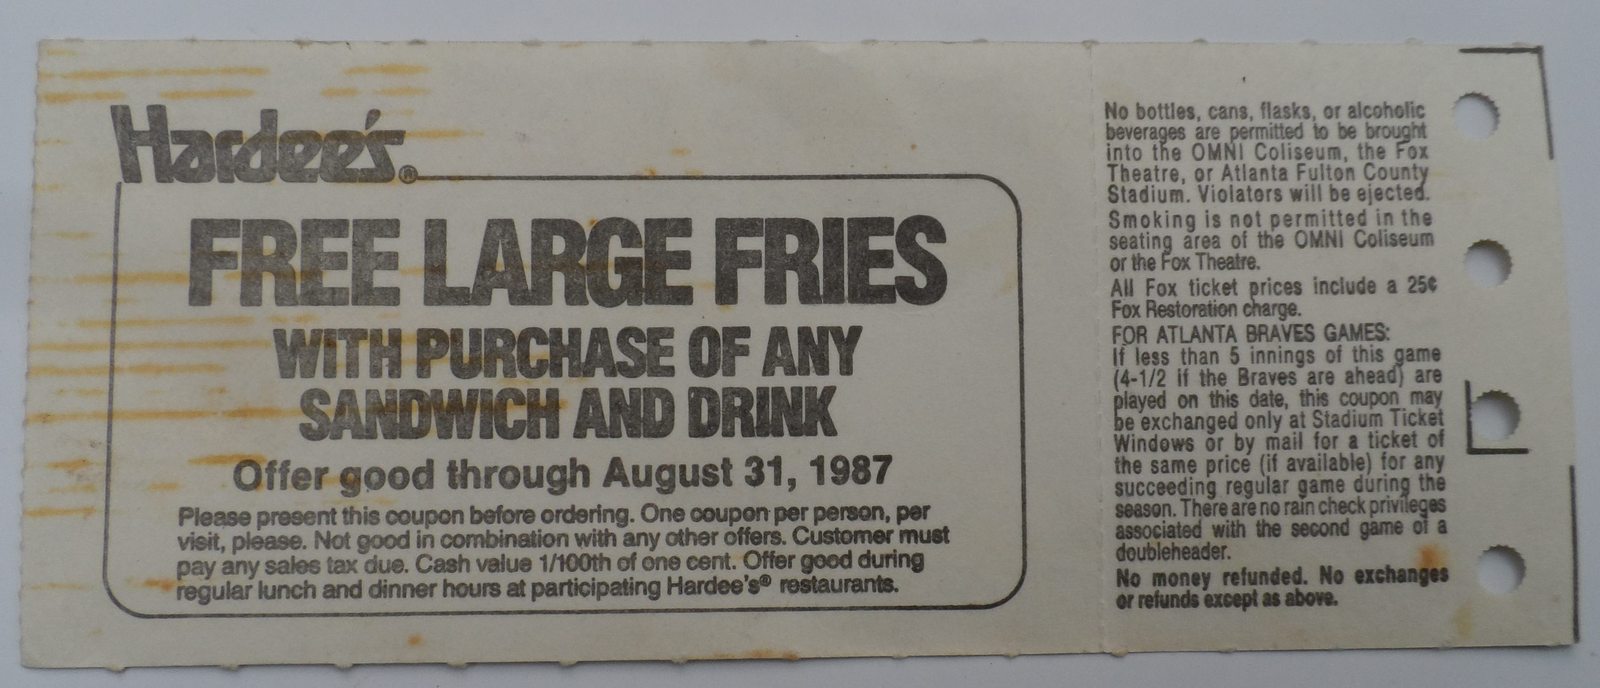 Hardee's®
FREE LARGE FRIES
WITH PURCHASE OF ANY
SANDWICH AND DRINK
Offer good through August 31, 1987
Please present this coupon before ordering. One coupon per person, per
visit, please. Not good in combination with any other offers. Customer must
pay any sales tax due. Cash value 1/100th of one cent. Offer good during
regular lunch and dinner hours at participating Hardee's® restaurants.
No bottles, cans, flasks, or alcoholic
beverages are permitted to be brought
into the OMNI Coliseum, the Fox
Theatre, or Atlanta Fulton County
Stadium. Violators will be ejected.
Smoking is not permitted in the
seating area of the OMNI Coliseum
or the Fox Theatre.
All Fox ticket prices include a 25¢
Fox Restoration charge.
FOR ATLANTA BRAVES GAMES:
If less than 5 innings of this game
(4-1/2 if the Braves are ahead) are
played on this date, this coupon may
be exchanged only at Stadium Ticket
Windows or by mail for a ticket of
the same price (if available) for any
succeeding regular game during the
season. There are no rain check privileges
associated with the second game of a
doubleheader.
No money refunded. No exchanges
or refunds except as above.